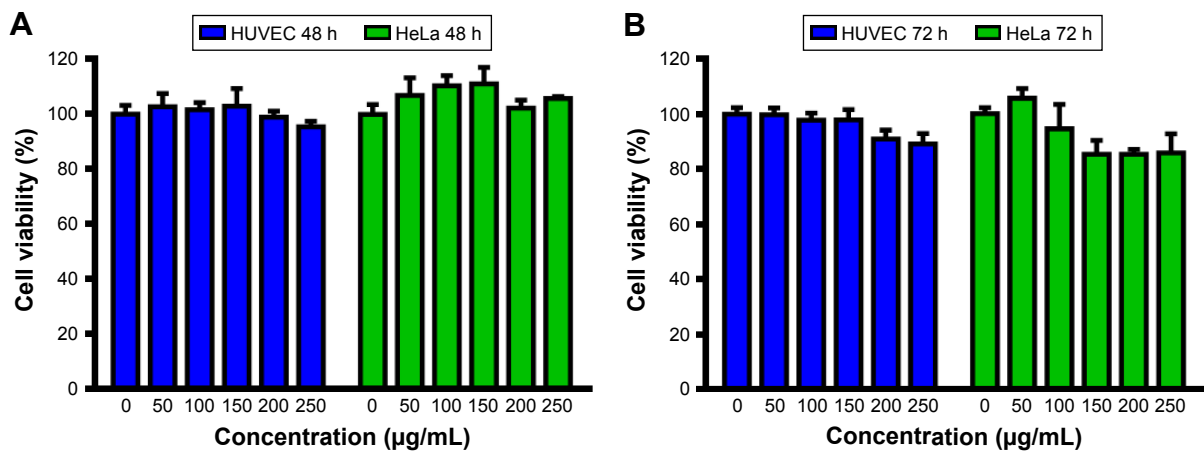 A
HUVEC 48 h HeLa 48 h
120
100
80
60
40
20
0
Cell viability (%)
0 50 100 150 200 250 0 50 100 150 200 250
Concentration (µg/mL)
B
HUVEC 72 h HeLa 72 h
120
100
80
60
40
20
0
Cell viability (%)
0 50 100 150 200 250 0 50 100 150 200 250
Concentration (µg/mL)